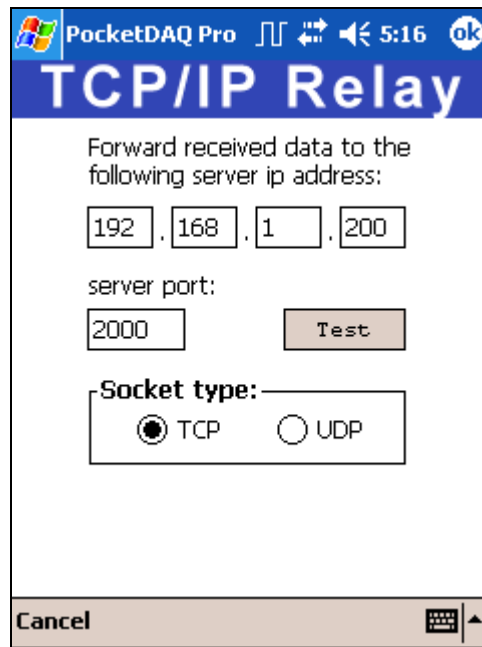 PocketDAQ Pro 5:16 ok
TCP/IP Relay
Forward received data to the
following server ip address:
192 . 168 . 1 . 200
server port:
2000 Test
Socket type:
TCP UDP
Cancel